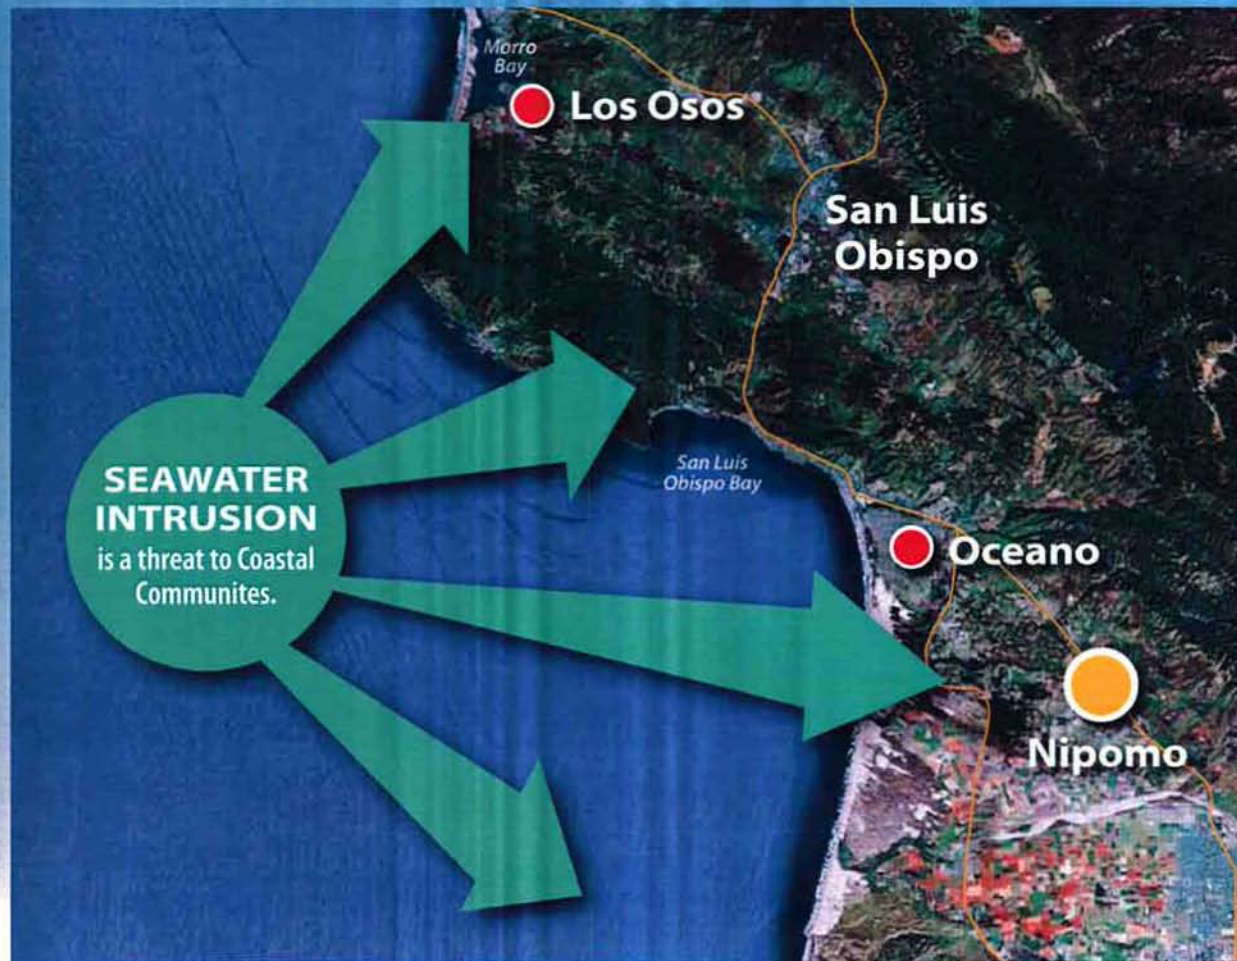 Morro
Bay
Los Osos
San Luis
Obispo
SEAWATER
INTRUSION
is a threat to Coastal
Communites.
San Luis
Obispo Bay
Oceano
Nipomo